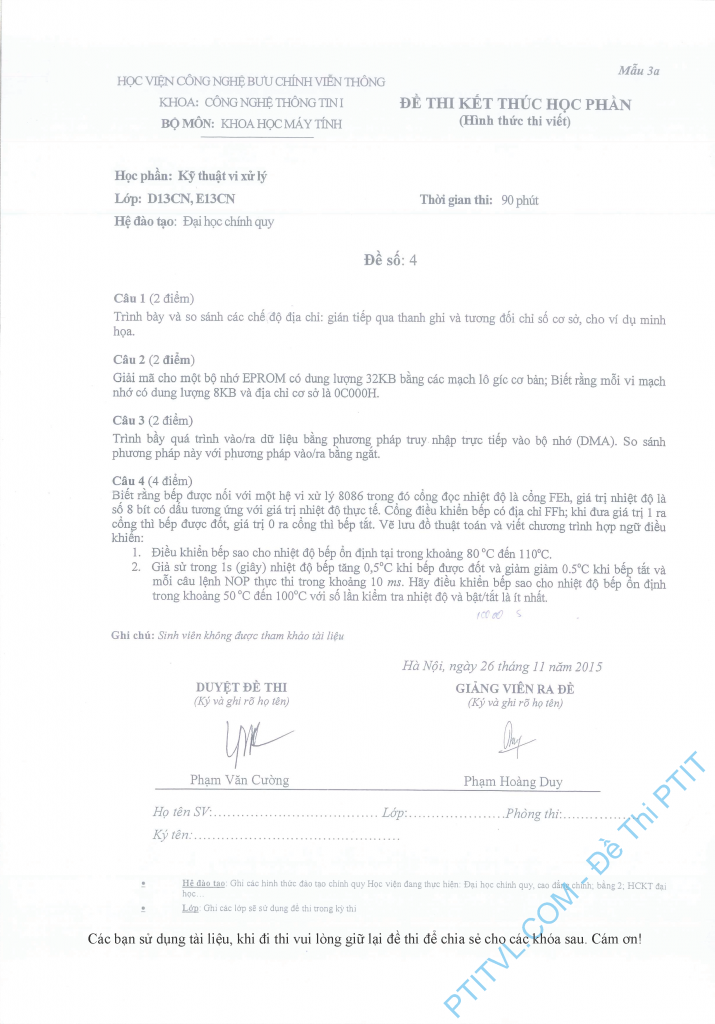 Mẫu 3a
HỌC VIỆN CÔNG NGHỆ BƯU CHÍNH VIỄN THÔNG
KHOA: CÔNG NGHỆ THÔNG TIN I
BỘ MÔN: KHOA HỌC MÁY TÍNH
ĐỀ THI KẾT THÚC HỌC PHẦN
(Hình thức thi viết)
Học phần: Kỹ thuật vi xử lý
Lớp: D13CN, E13CN
Thời gian thi: 90 phút
Hệ đào tạo: Đại học chính quy
Đề số: 4
Câu 1 (2 điểm)
Trình bày và so sánh các chế độ địa chỉ: gián tiếp qua thanh ghi và tương đối chỉ số cơ sở, cho ví dụ minh
họa.
Câu 2 (2 điểm)
Giải mã cho một bộ nhớ EPROM có dung lượng 32KB bằng các mạch lô gíc cơ bản; Biết rằng mỗi vi mạch
nhớ có dung lượng 8KB và địa chỉ cơ sở là 0C000H.
Câu 3 (2 điểm)
Trình bầy quá trình vào/ra dữ liệu bằng phương pháp truy nhập trực tiếp vào bộ nhớ (DMA). So sánh
phương pháp này với phương pháp vào/ra bằng ngắt.
Câu 4 (4 điểm)
Biết rằng bếp được nối với một hệ vi xử lý 8086 trong đó cổng đọc nhiệt độ là cổng FEh, giá trị nhiệt độ là
số 8 bít có dấu tương ứng với giá trị nhiệt độ thực tế. Cổng điều khiển bếp có địa chỉ FFh; khi đưa giá trị 1 ra
cổng thì bếp được đốt, giá trị 0 ra cổng thì bếp tắt. Vẽ lưu đồ thuật toán và viết chương trình hợp ngữ điều
khiển:
1. Điều khiển bếp sao cho nhiệt độ bếp ổn định tại trong khoảng 80 °C đến 110°C.
2. Giả sử trong 1s (giây) nhiệt độ bếp tăng 0,5°C khi bếp được đốt và giảm giảm 0.5°C khi bếp tắt và
mỗi câu lệnh NOP thực thi trong khoảng 10 ms. Hãy điều khiển bếp sao cho nhiệt độ bếp ổn định
trong khoảng 50 °C đến 100°C với số lần kiểm tra nhiệt độ và bật/tắt là ít nhất.
Ghi chú: Sinh viên không được tham khảo tài liệu
Hà Nội, ngày 26 tháng 11 năm 2015
DUYỆT ĐỀ THI
(Ký và ghi rõ họ tên)
GIẢNG VIÊN RA ĐỀ
(Ký và ghi rõ họ tên)
Phạm Văn Cường
Phạm Hoàng Duy
Họ tên SV:.................................... Lớp:.....................Phòng thi:...............
Ký tên:............................................
• Hệ đào tạo: Ghi các hình thức đào tạo chính quy Học viện đang thực hiện: Đại học chính quy, cao đẳng chính; bằng 2; HCKT đại
học...
• Lớp: Ghi các lớp sẽ sử dụng đề thi trong kỳ thi
Các bạn sử dụng tài liệu, khi đi thi vui lòng giữ lại đề thi để chia sẻ cho các khóa sau. Cám ơn!
PTITVL.COM - Đề Thi PTIT